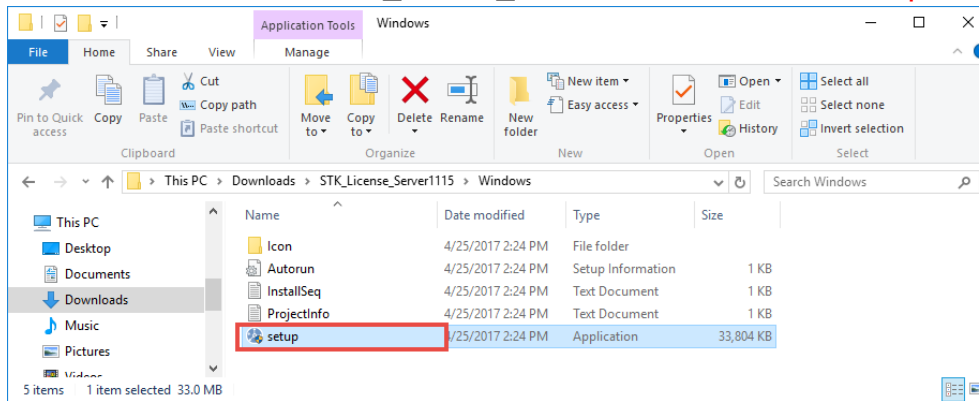 Application Tools Windows
File Home Share View Manage
Pin to Quick access Copy Paste Cut Copy path Paste shortcut
Clipboard
Move to Copy to Delete Rename
Organize
New folder New item Easy access
New
Properties Open Edit History
Open
Select all Select none Invert selection
Select
This PC > Downloads > STK_License_Server1115 > Windows
Search Windows
This PC
Desktop
Documents
Downloads
Music
Pictures
Videos
Name Date modified Type Size
Icon 4/25/2017 2:24 PM File folder
Autorun 4/25/2017 2:24 PM Setup Information 1 KB
InstallSeq 4/25/2017 2:24 PM Text Document 1 KB
ProjectInfo 4/25/2017 2:24 PM Text Document 1 KB
setup 4/25/2017 2:24 PM Application 33,804 KB
5 items 1 item selected 33.0 MB